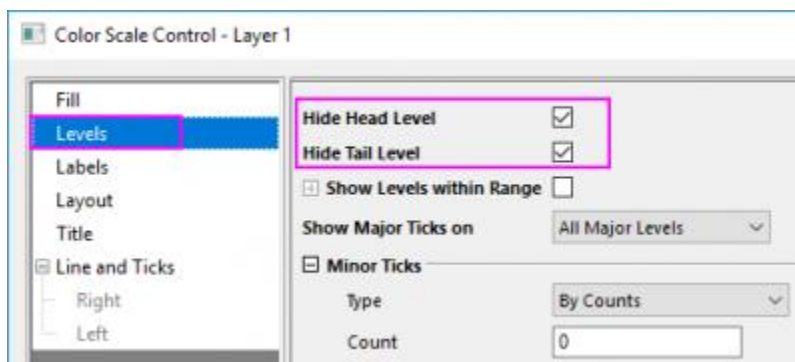 Color Scale Control - Layer 1
Fill
Levels
Labels
Layout
Title
Line and Ticks
Right
Left
Hide Head Level
Hide Tail Level
Show Levels within Range
Show Major Ticks on All Major Levels
Minor Ticks
Type By Counts
Count 0